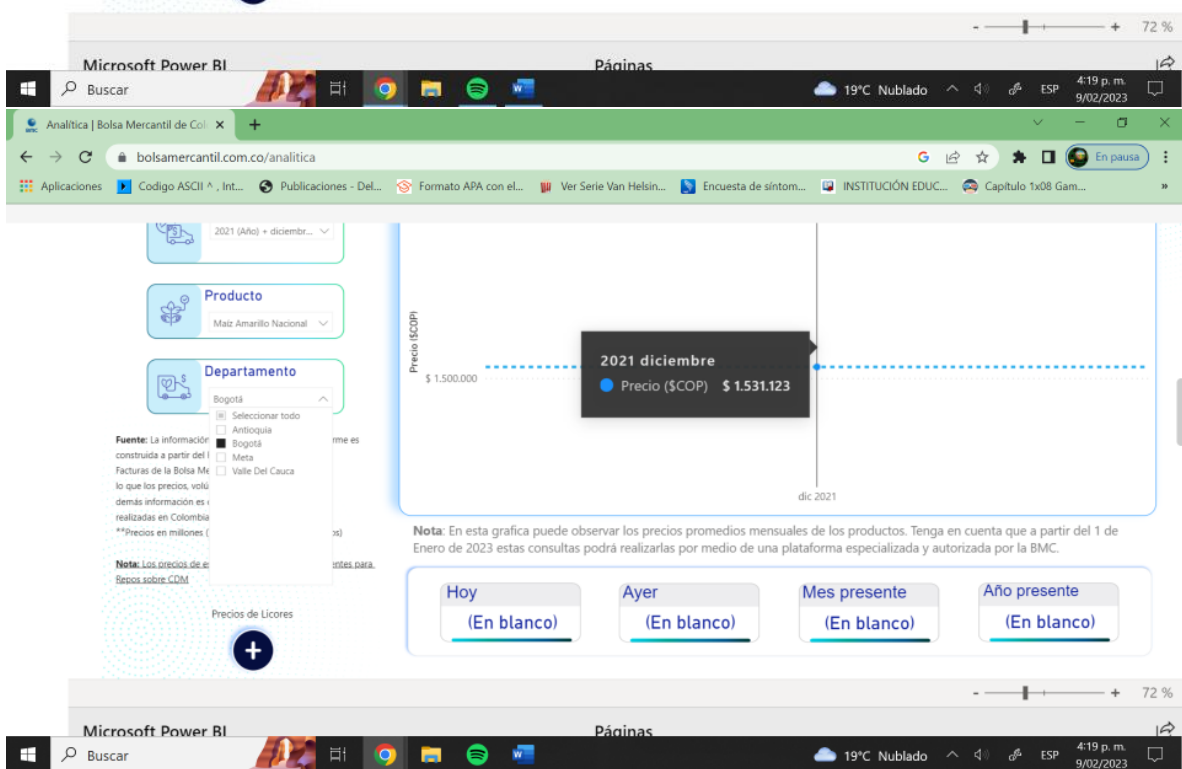 72 %
Microsoft Power BI
Páginas
Buscar
19°C Nublado
ESP
4:19 p. m.
9/02/2023
Analítica | Bolsa Mercantil de Col
bolsamercantil.com.co/analitica
En pausa
Aplicaciones
Codigo ASCII ^ , Int...
Publicaciones - Del...
Formato APA con el...
Ver Serie Van Helsin...
Encuesta de síntom...
INSTITUCIÓN EDUC...
Capítulo 1x08 Gam...
2021 (Año) + diciembr...
Producto
Maiz Amarillo Nacional
Departamento
Bogotá
Seleccionar todo
Antioquia
Bogotá
Meta
Valle Del Cauca
Fuente: La información
rme es
construida a partir del
Facturas de la Bolsa Me
lo que los precios, volú
demás información es
realizadas en Colombia
**Precios en millones (
os)
Nota: Los precios de es
entes para
Repos sobre CDM
Precios de Licores
Precio ($COP)
$ 1.500.000
2021 diciembre
Precio ($COP) $ 1.531.123
dic 2021
Nota: En esta grafica puede observar los precios promedios mensuales de los productos. Tenga en cuenta que a partir del 1 de
Enero de 2023 estas consultas podrá realizarlas por medio de una plataforma especializada y autorizada por la BMC.
Hoy
(En blanco)
Ayer
(En blanco)
Mes presente
(En blanco)
Año presente
(En blanco)
72 %
Microsoft Power BI
Páginas
Buscar
19°C Nublado
ESP
4:19 p. m.
9/02/2023